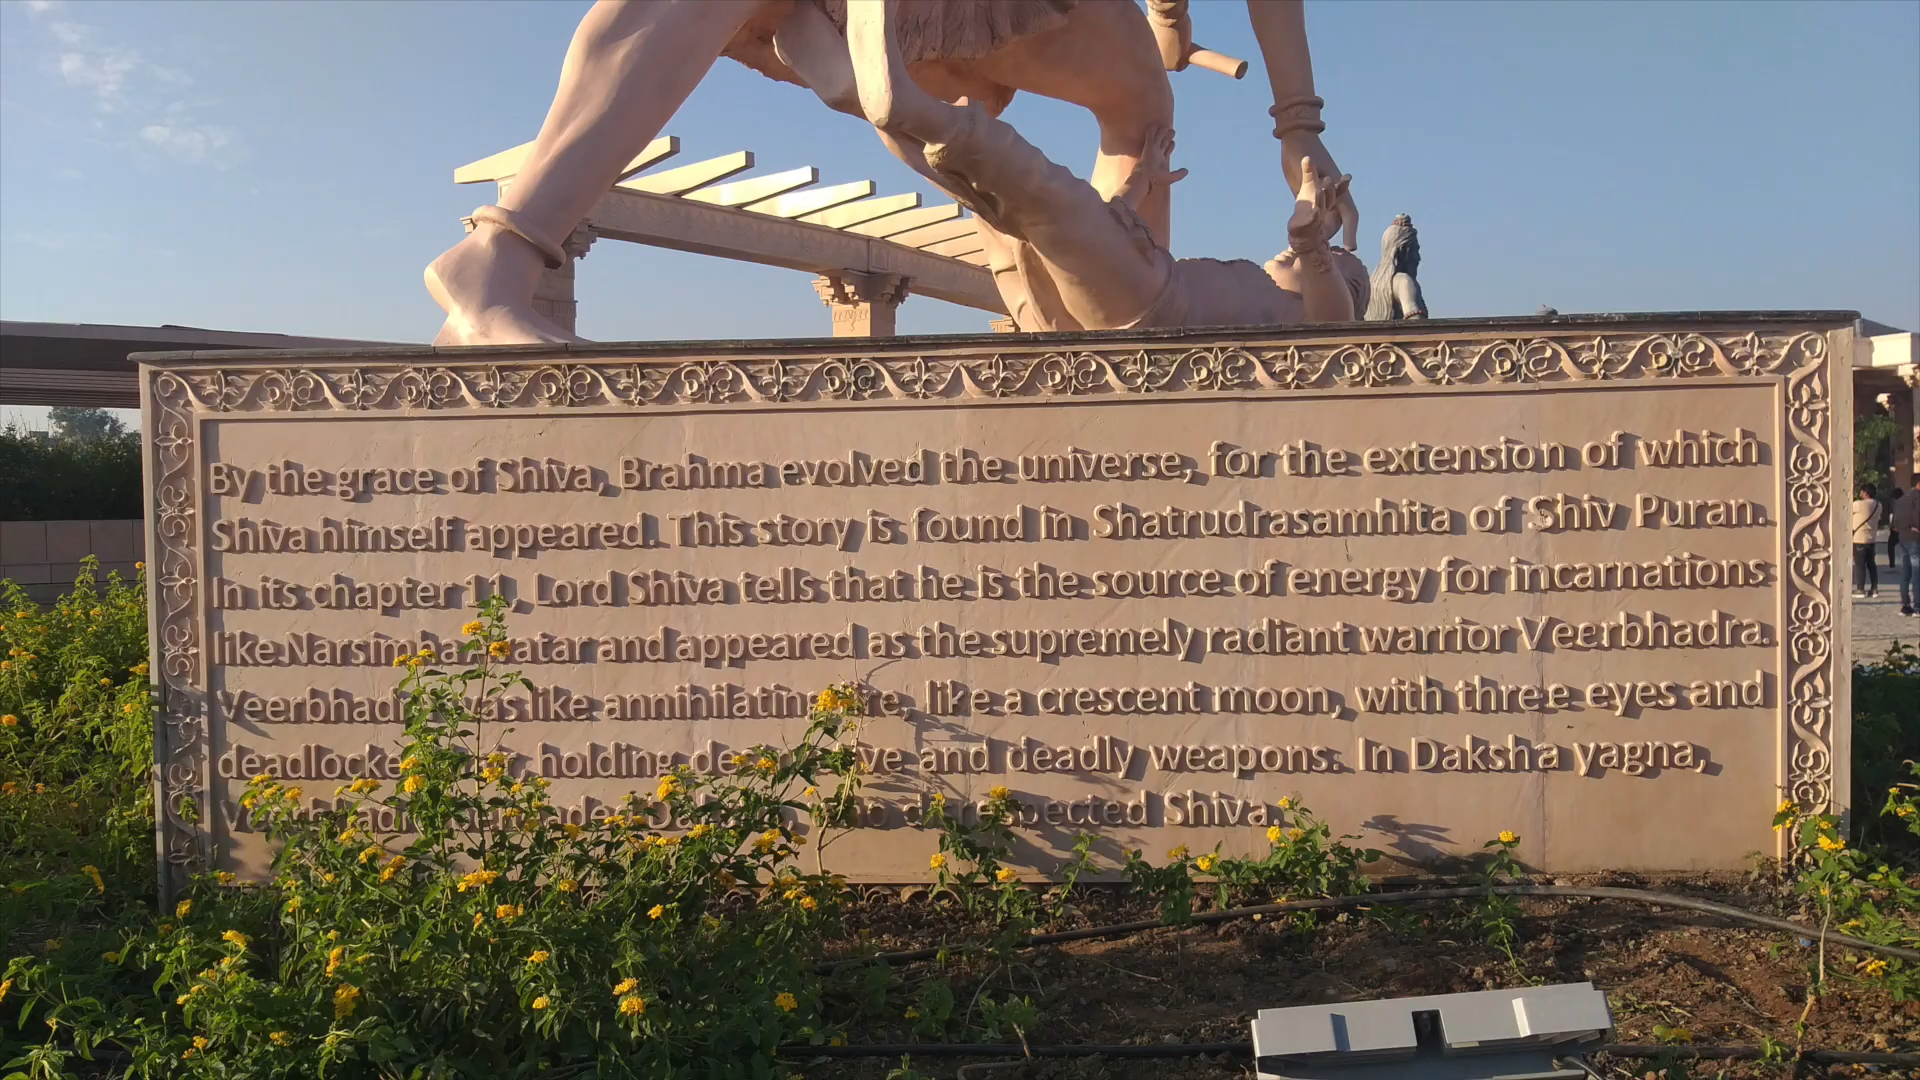 By the grace of Shiva, Brahma evolved the universe, for the extension of which
Shiva himself appeared. This story is found in Shatrudrasamhita of Shiv Puran.
In its chapter 11, Lord Shiva tells that he is the source of energy for incarnations
like Narsimha and appeared as the supremely radiant warrior Veerbhadra.
Veerbhadra was like annihilating fire, like a crescent moon, with three eyes and
holding and deadly weapons. In Daksha yagna,
Veerbhadra who disrespected Shiva.